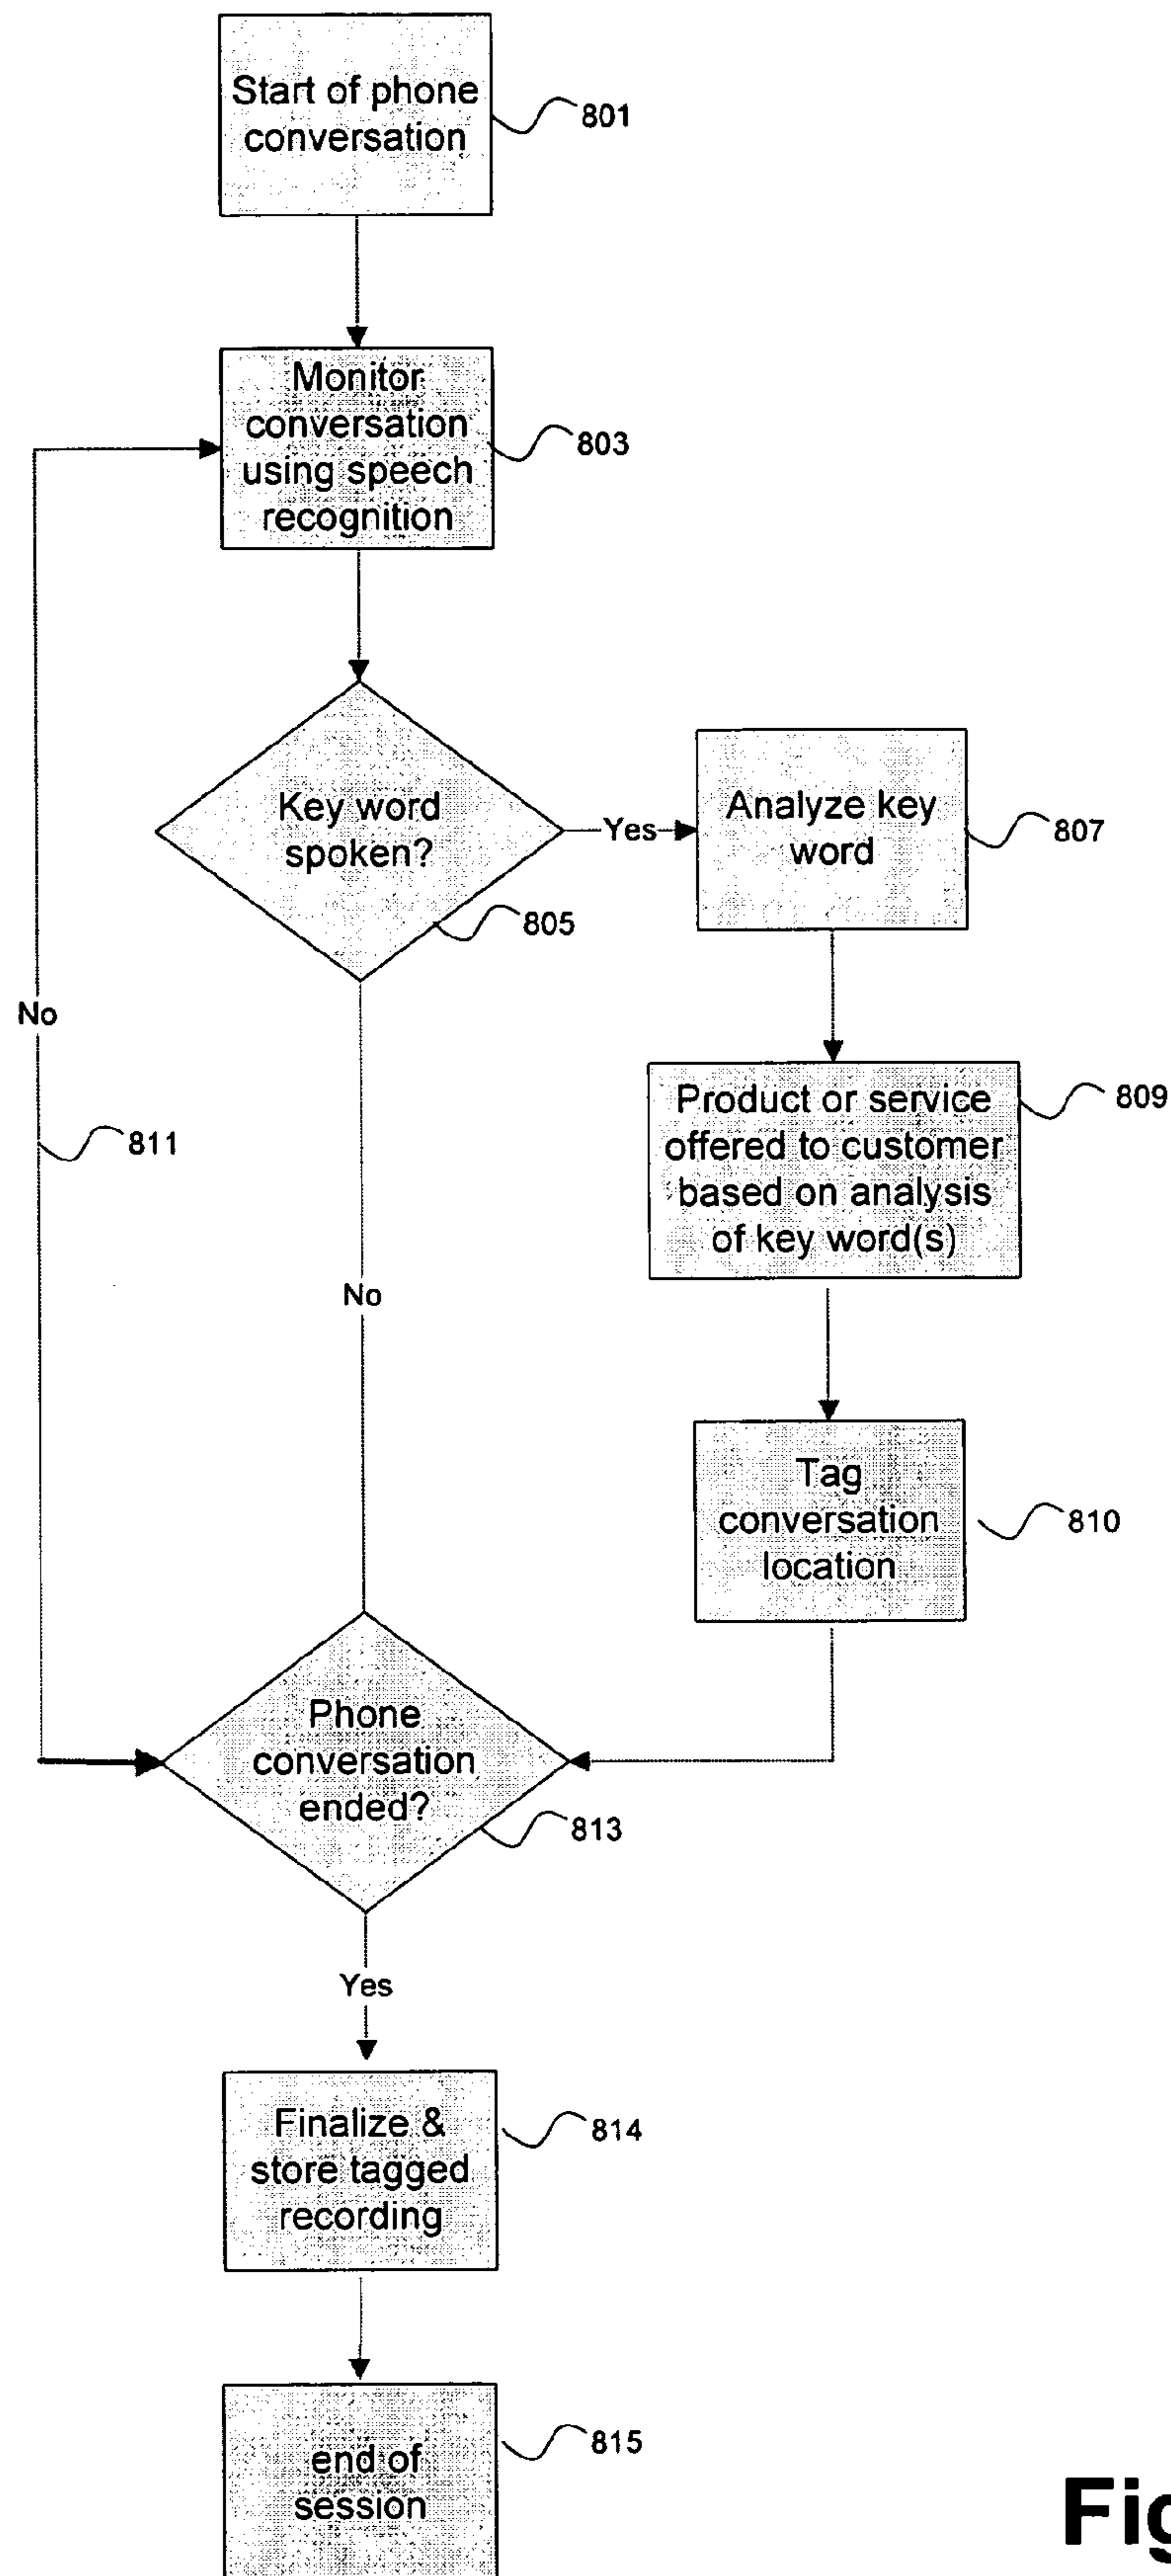 Start of phone
conversation
801
Monitor
conversation
using speech
recognition
803
Key word
spoken?
805
Yes
Analyze key
word
807
No
No
811
Product or service
offered to customer
based on analysis
of key word(s)
809
Tag
conversation
location
810
Phone
conversation
ended?
813
Yes
Finalize &
store tagged
recording
814
end of
session
815
Fig